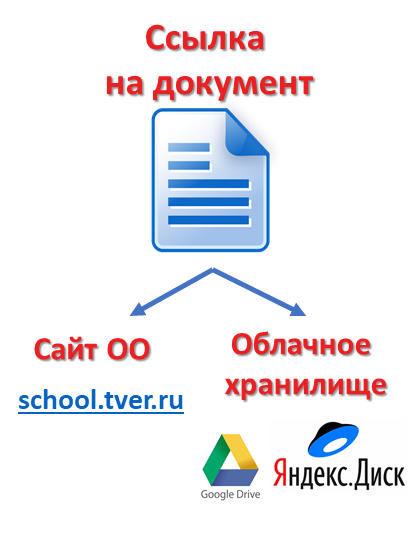 Ссылка
на документ
Сайт ОО
school.tver.ru
Облачное
хранилище
Google Drive
Яндекс.Диск